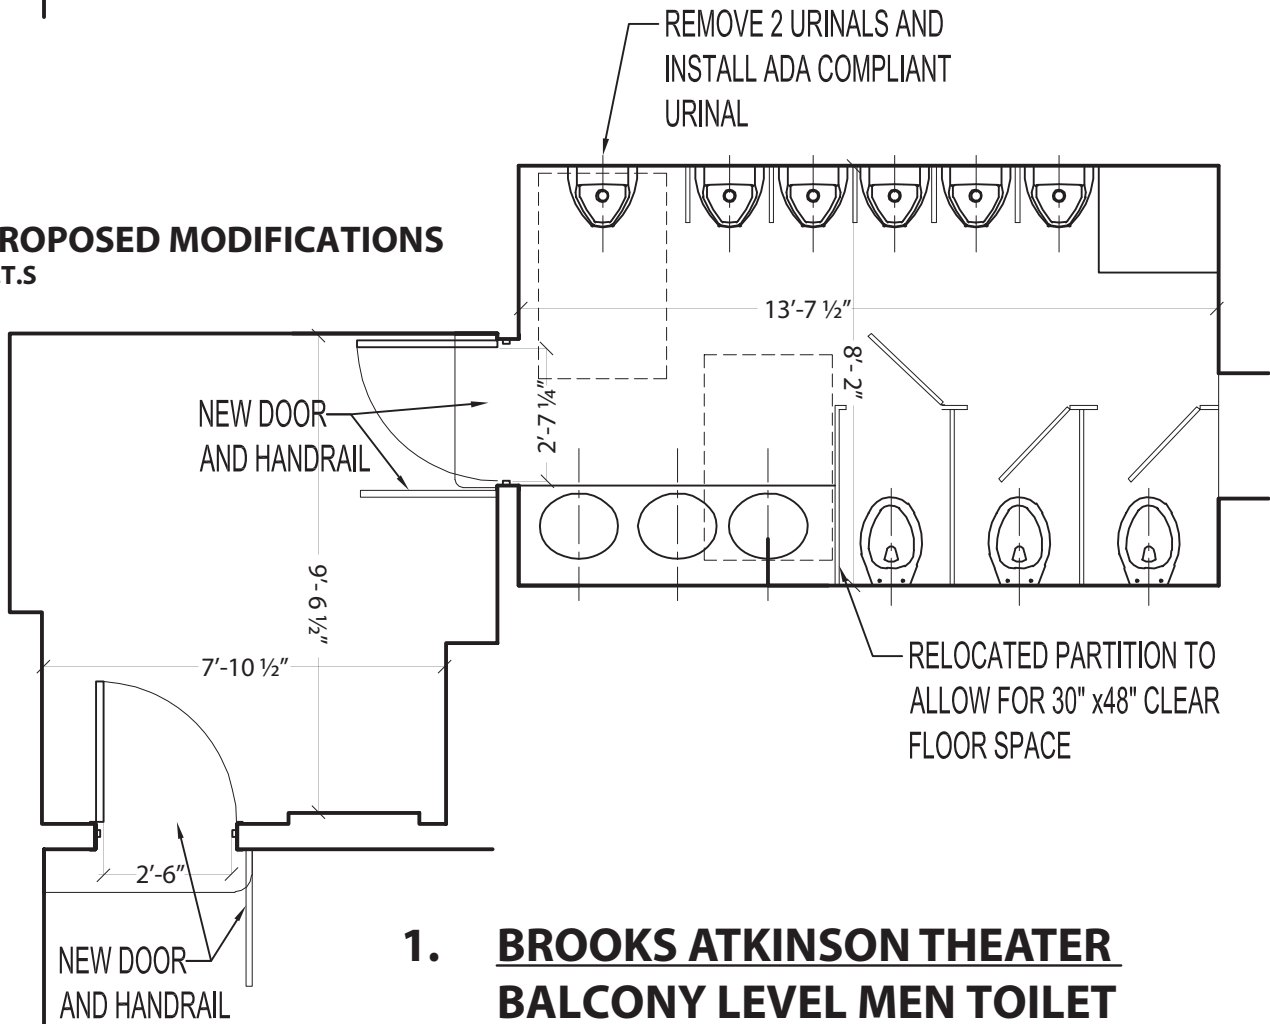 REMOVE 2 URINALS AND
INSTALL ADA COMPLIANT
URINAL
ROPOSED MODIFICATIONS
.T.S
13'-7 ½"
8'- 2"
2'-7 ¼"
NEW DOOR
AND HANDRAIL
9'- 6 ½"
7'-10 ½"
RELOCATED PARTITION TO
ALLOW FOR 30" x48" CLEAR
FLOOR SPACE
2'-6"
NEW DOOR
AND HANDRAIL
1. BROOKS ATKINSON THEATER
BALCONY LEVEL MEN TOILET